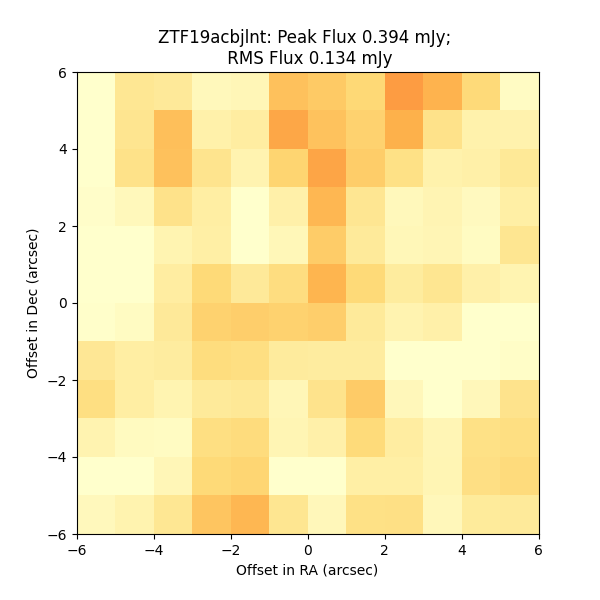 ZTF19acbjlnt: Peak Flux 0.394 mJy;
RMS Flux 0.134 mJy
6
4
2
0
−2
−4
−6
Offset in Dec (arcsec)
−6 −4 −2 0 2 4 6
Offset in RA (arcsec)